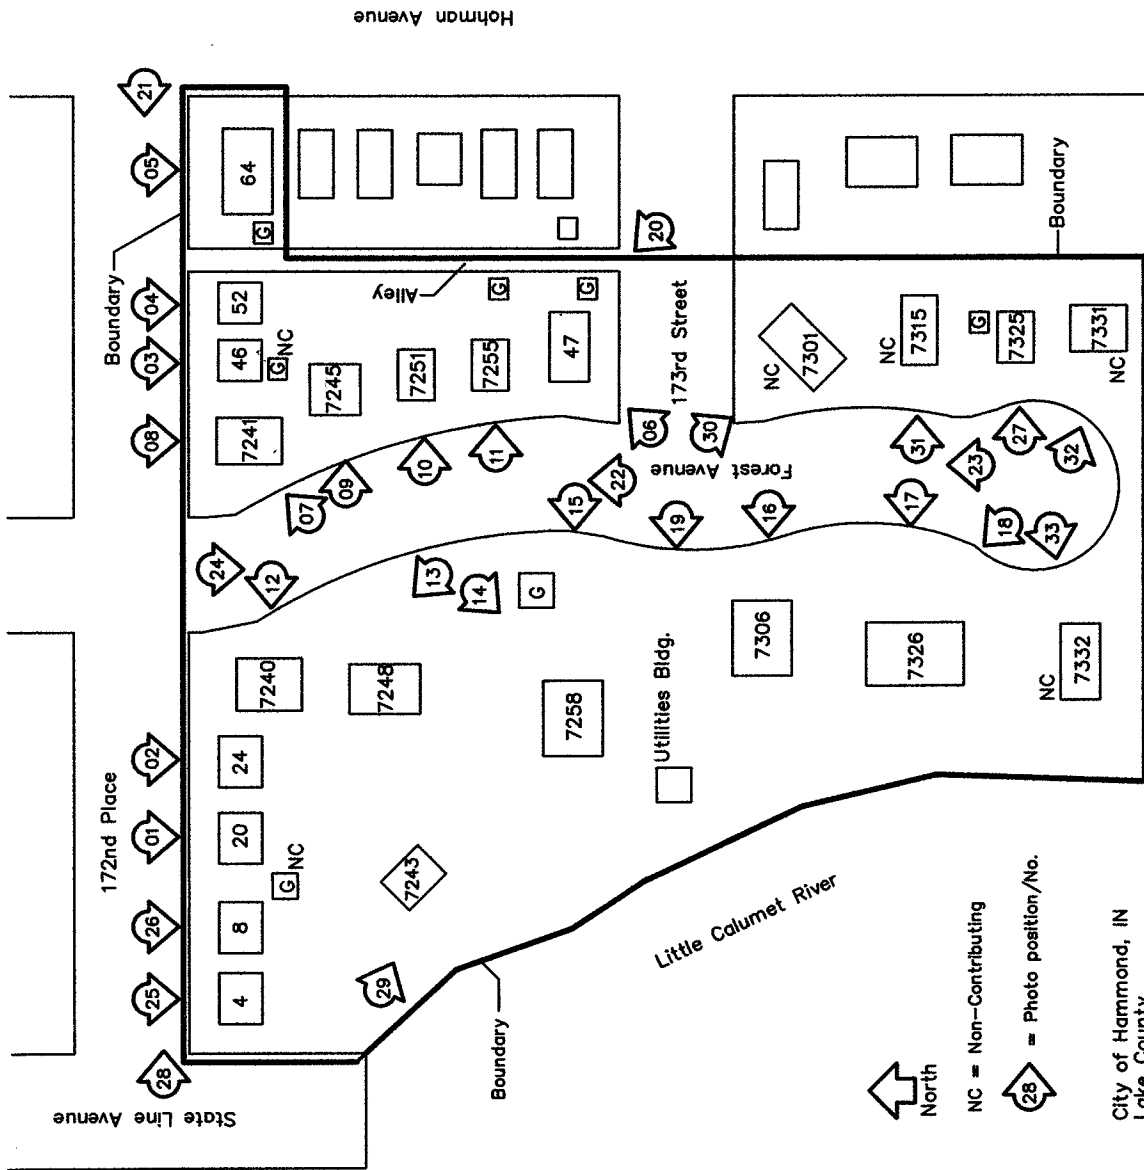 Hohman Avenue
21
05
Boundary
04
03
08
64
G
52
46
G
NC
7241
7245
7251
7255
47
G
G
Alley
20
173rd Street
Boundary
NC
7301
NC
7315
G
7325
7331
NC
07
09
10
11
06
30
Forest Avenue
31
23
27
32
24
12
13
14
15
22
19
16
17
18
33
G
7240
7248
7258
7306
7326
NC
7332
Utilities Bldg.
172nd Place
02
01
26
25
28
24
20
8
4
G
NC
7243
29
State Line Avenue
Boundary
Little Calumet River
North
NC = Non-Contributing
28 = Photo position/No.
City of Hammond, IN
Lake County